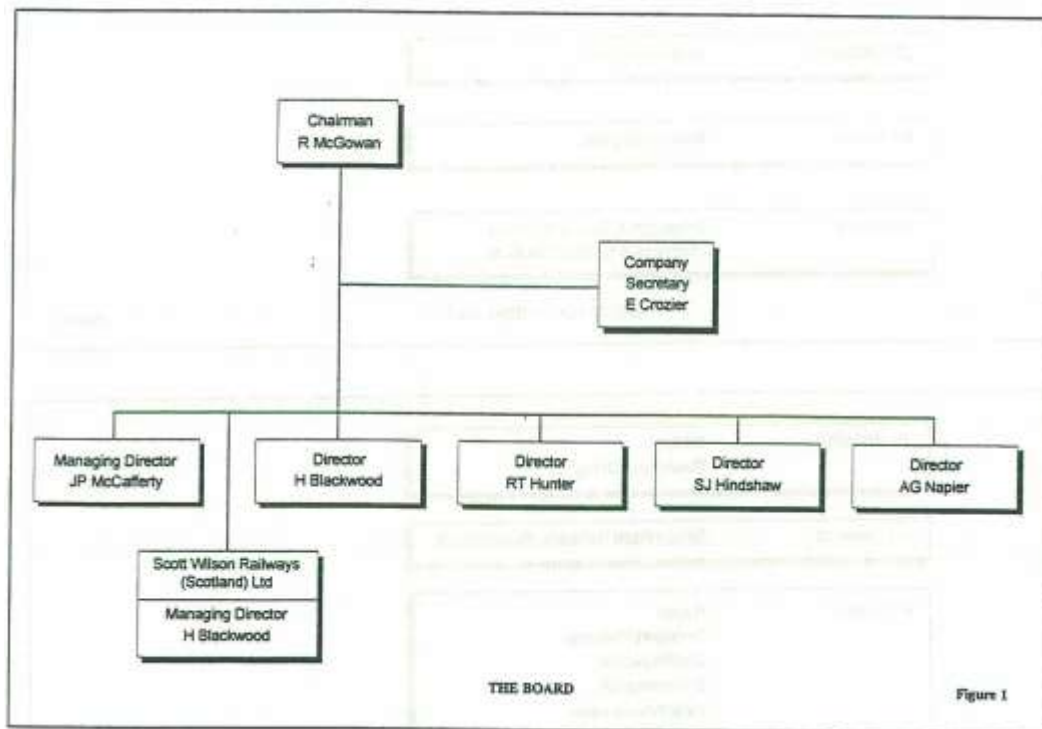 Chairman
R McGowan
Company
Secretary
E Crozier
Managing Director
JP McCafferty
Director
H Blackwood
Director
RT Hunter
Director
SJ Hindshaw
Director
AG Napier
Scott Wilson Railways
(Scotland) Ltd
Managing Director
H Blackwood
THE BOARD
Figure 1